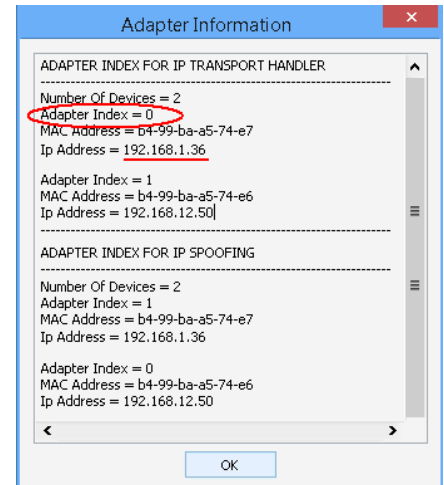 Adapter Information
ADAPTER INDEX FOR IP TRANSPORT HANDLER
--------------------------------------------------------------------------------
Number Of Devices = 2
Adapter Index = 0
MAC Address = b4-99-ba-a5-74-e7
Ip Address = 192.168.1.36
Adapter Index = 1
MAC Address = b4-99-ba-a5-74-e6
Ip Address = 192.168.12.50
--------------------------------------------------------------------------------
ADAPTER INDEX FOR IP SPOOFING
--------------------------------------------------------------------------------
Number Of Devices = 2
Adapter Index = 1
MAC Address = b4-99-ba-a5-74-e7
Ip Address = 192.168.1.36
Adapter Index = 0
MAC Address = b4-99-ba-a5-74-e6
Ip Address = 192.168.12.50
OK